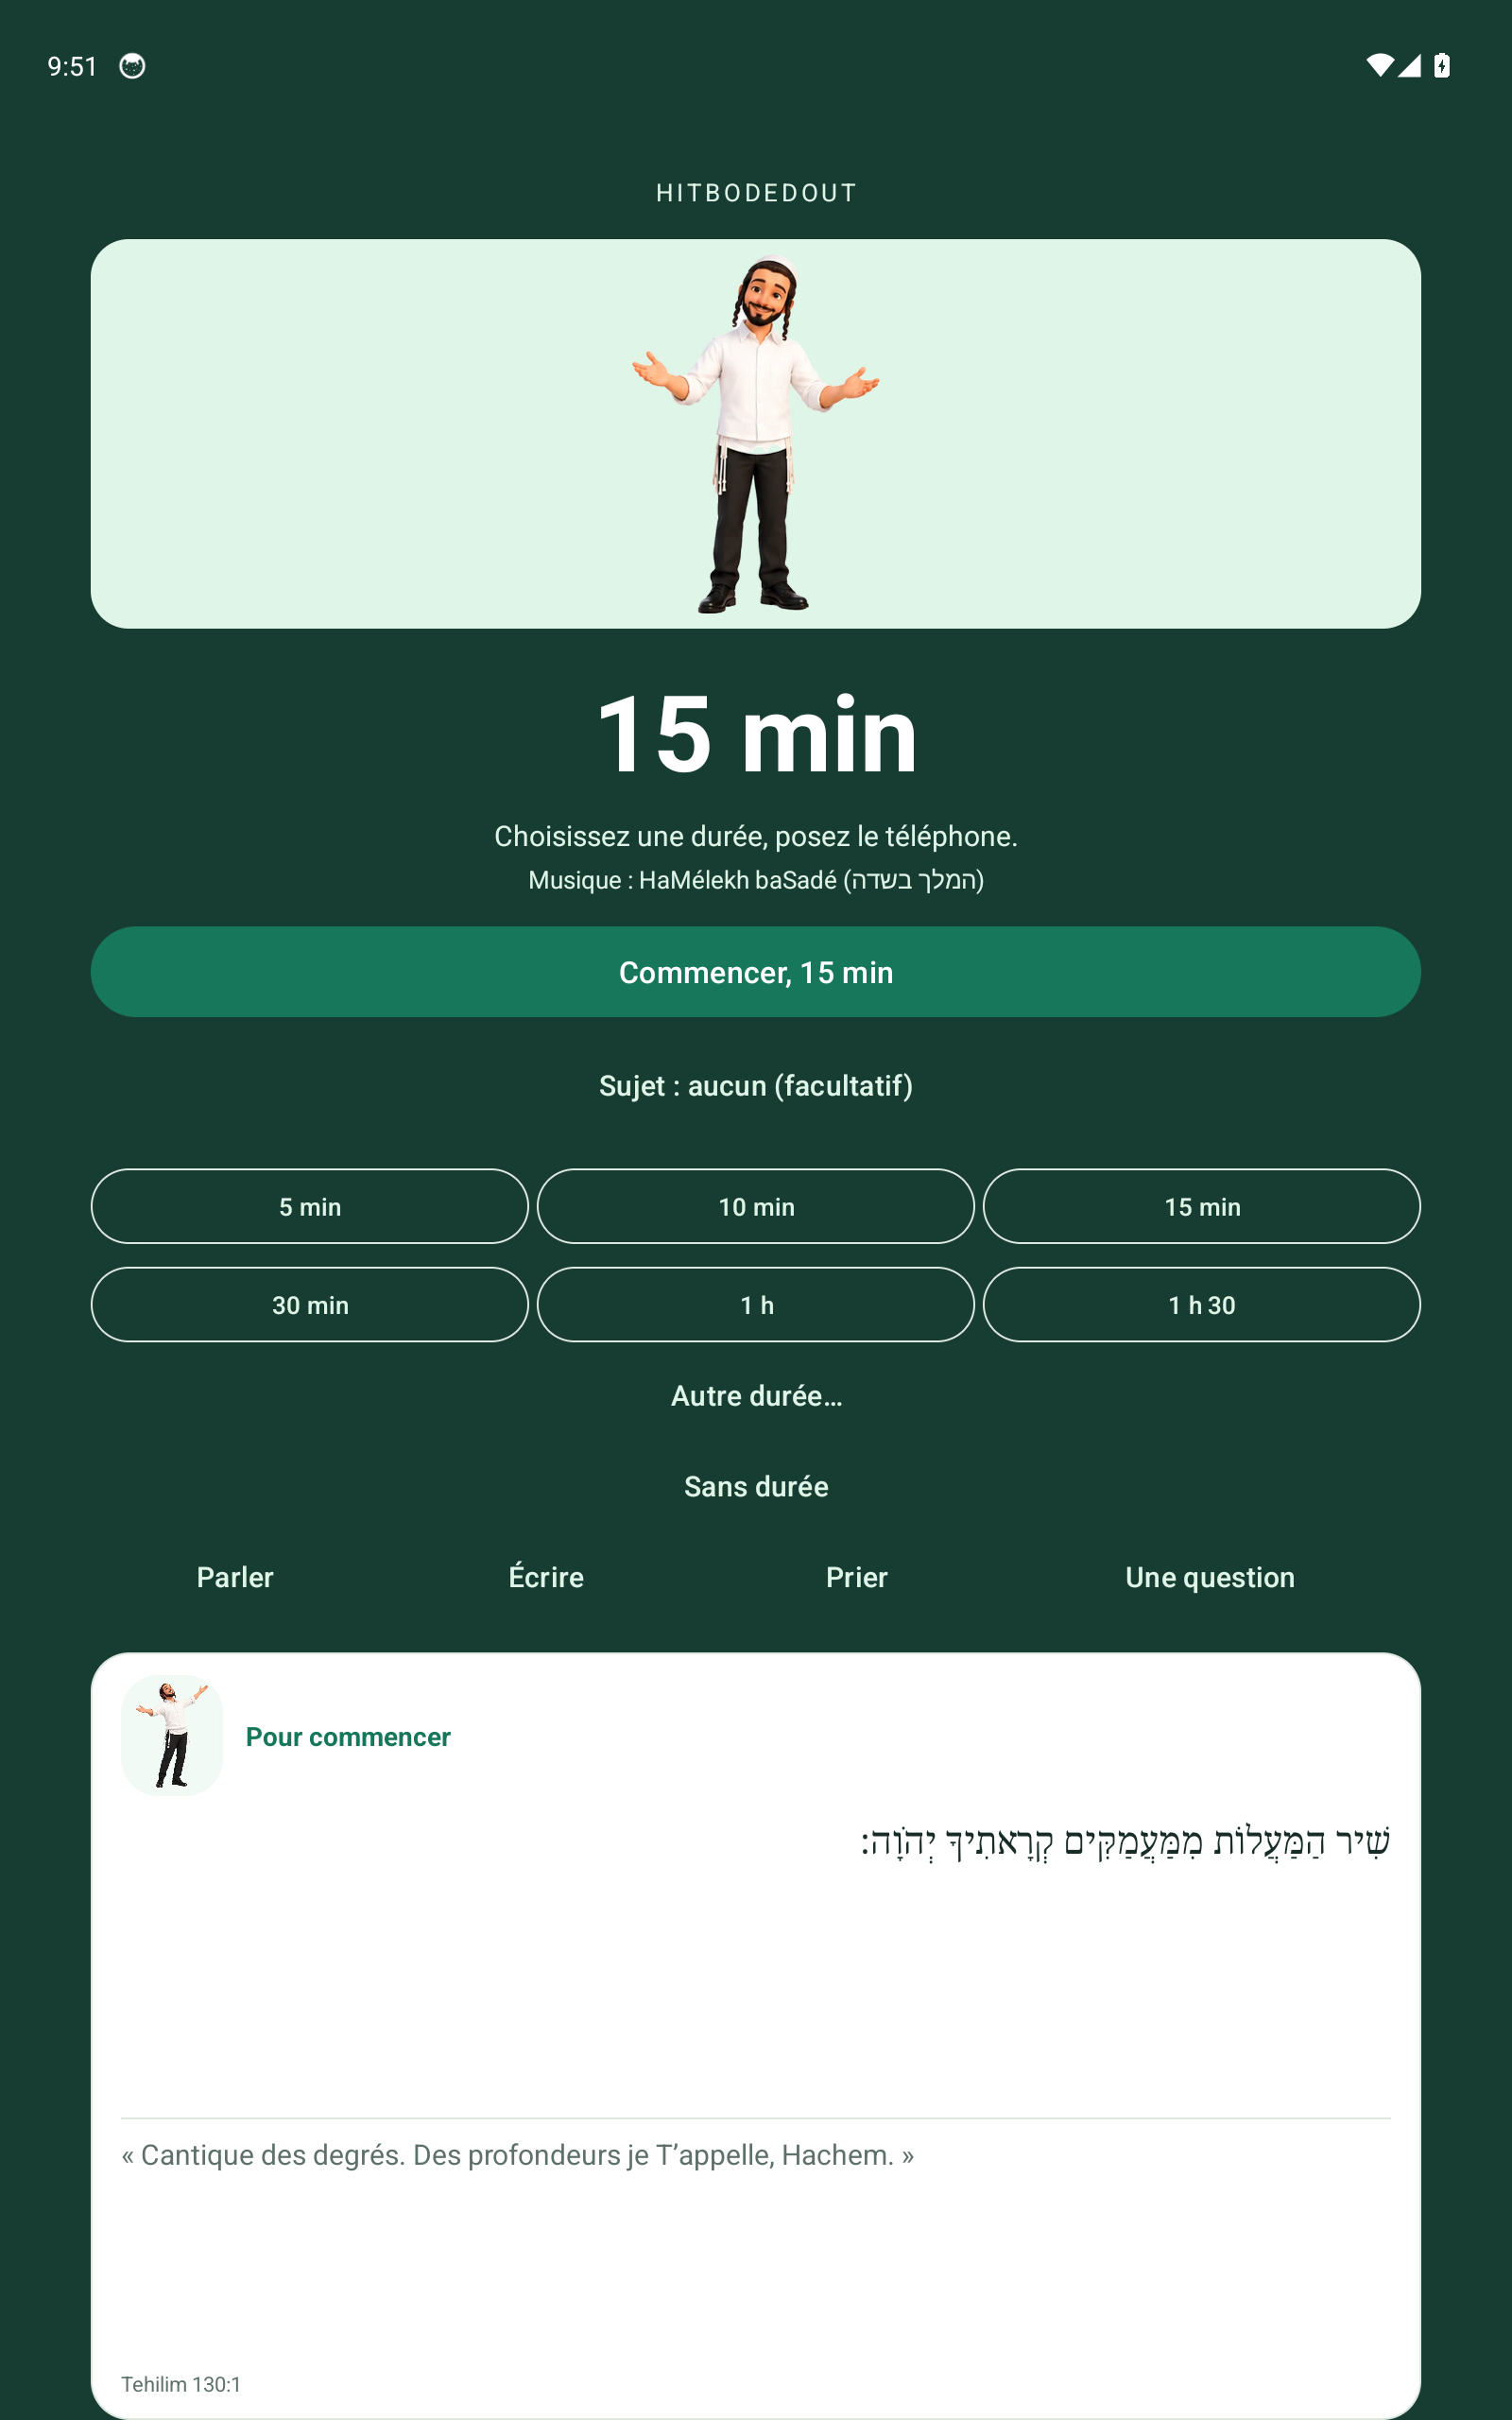 9:51
HITBODEDOUT
15 min
Choisissez une durée, posez le téléphone.
Musique : HaMélekh baSadé (המלך בשדה)
Commencer, 15 min
Sujet : aucun (facultatif)
5 min
10 min
15 min
30 min
1 h
1 h 30
Autre durée…
Sans durée
Parler
Écrire
Prier
Une question
Pour commencer
שִׁיר הַמַּעֲלוֹת מִמַּעֲמַקִּים קְרָאתִיךָ יְהֹוָה:
« Cantique des degrés. Des profondeurs je T’appelle, Hachem. »
Tehilim 130:1